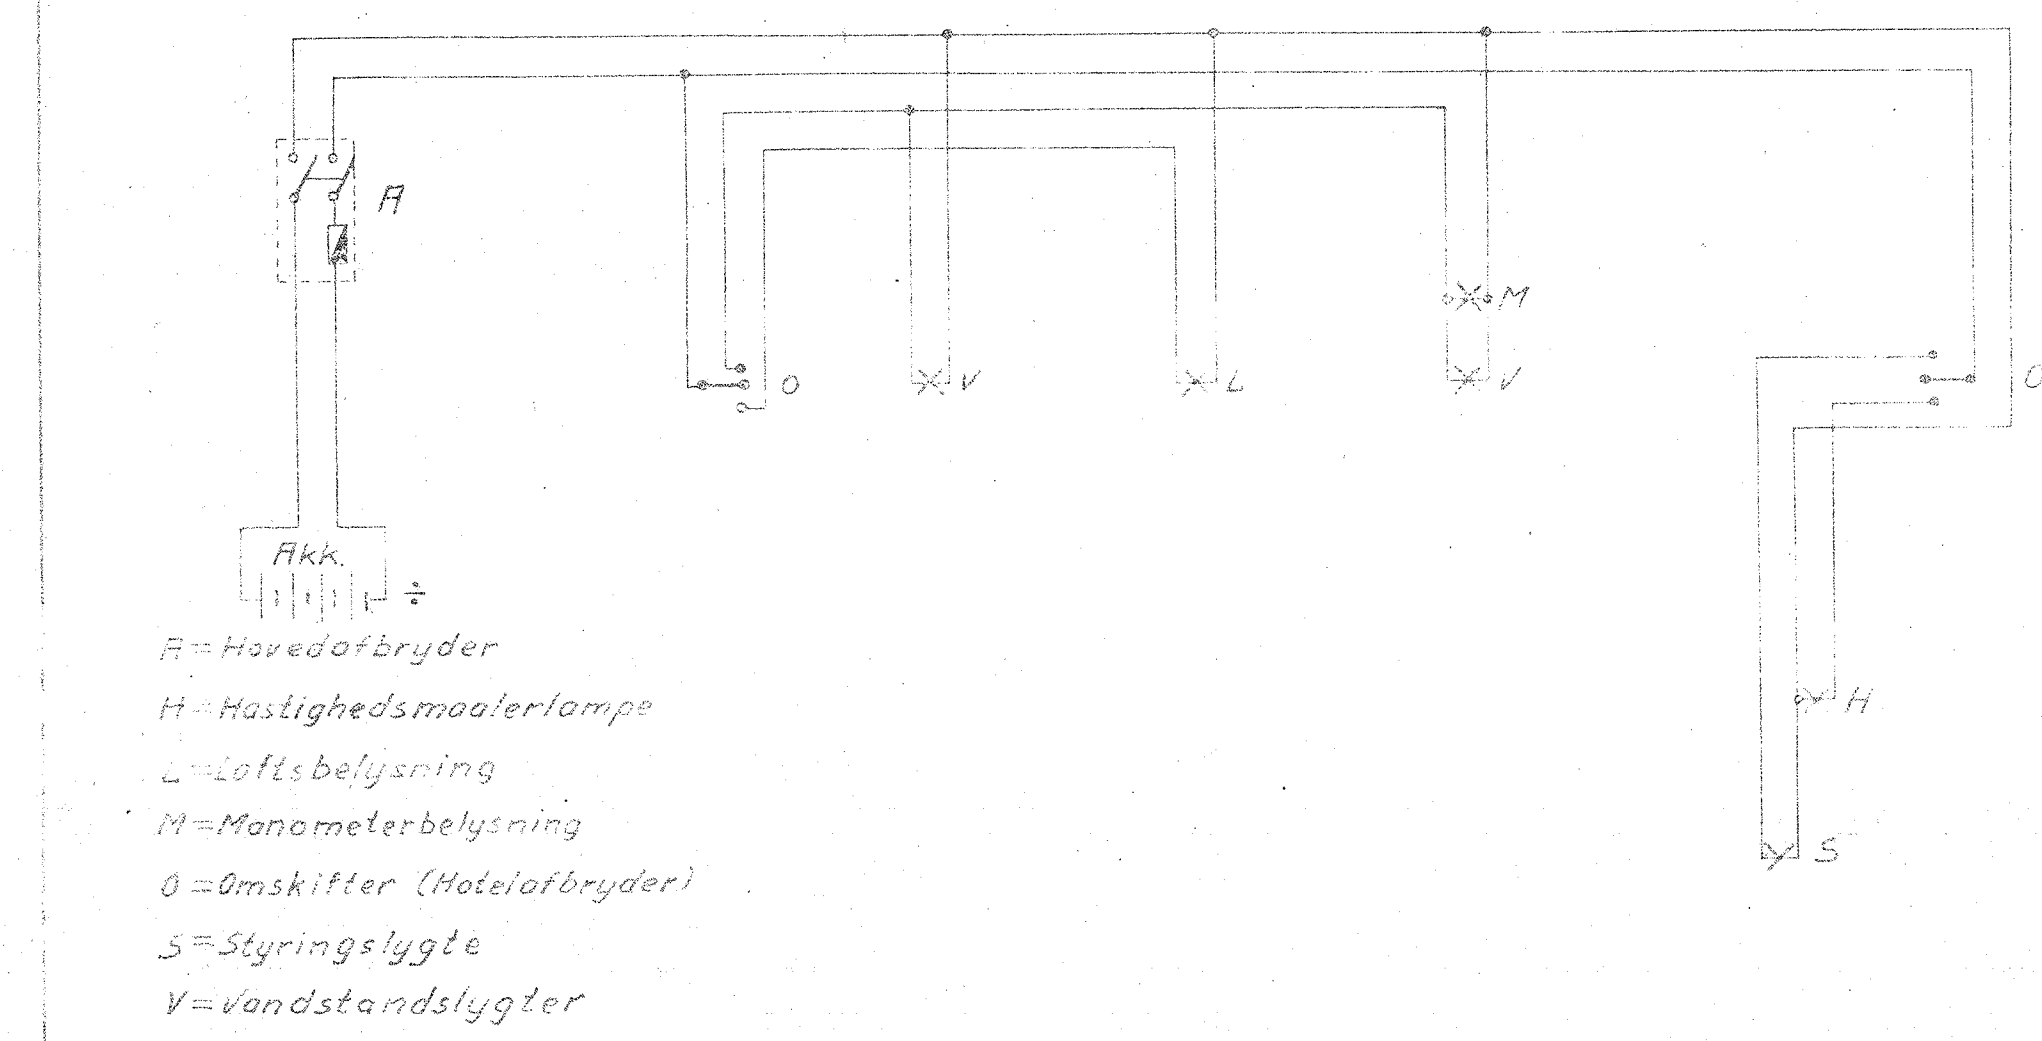 A
M
O
V
L
V
O
Akk.
÷
A=Hovedafbryder
H=Hastighedsmaalerlampe
H
L=Loftsbelysning
M=Manometerbelysning
S
O=Omskifter (Hotelafbryder)
S=Styringslygte
V=Vandstandslygter